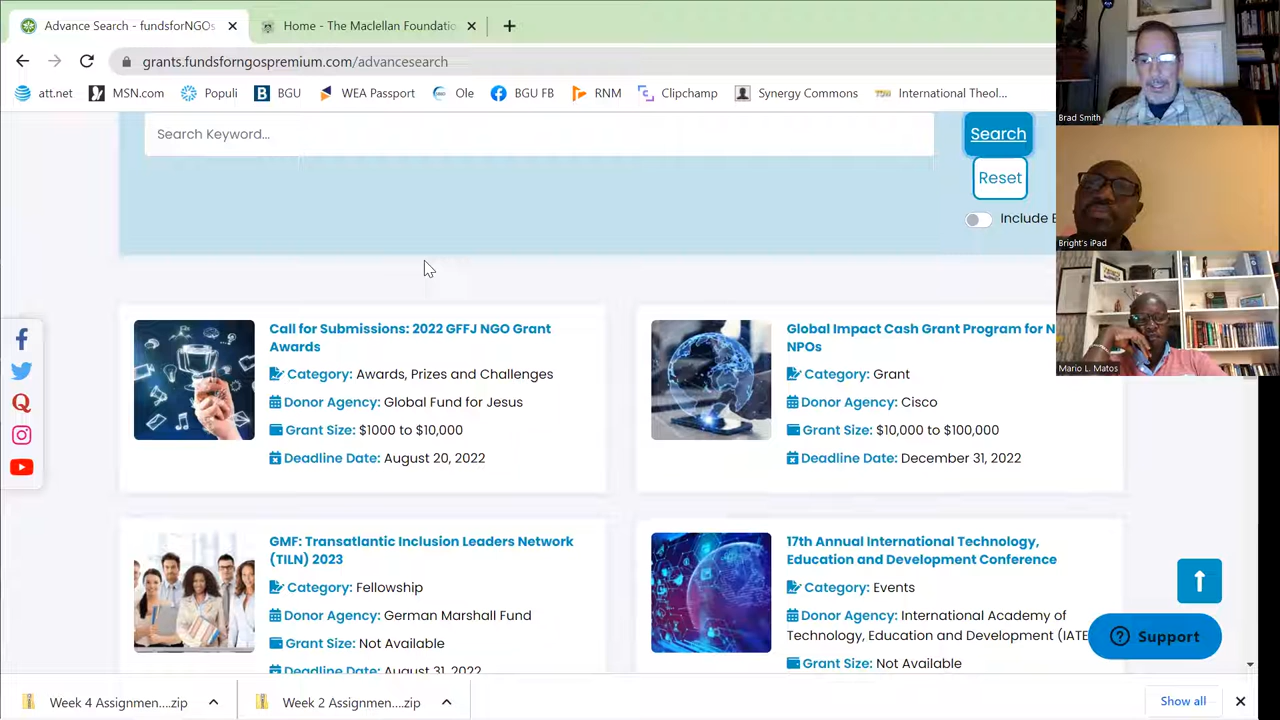 Advance Search - fundsforNGOs
Home - The Maclellan Foundatio
grants.fundsforngospremium.com/advancesearch
att.net MSN.com Populi BGU WEA Passport Ole BGU FB RNM Clipchamp Synergy Commons International Theol...
Search Keyword...
Search
Reset
Include E
Brad Smith
Bright's iPad
Mario L. Matos
Call for Submissions: 2022 GFFJ NGO Grant
Awards
Category: Awards, Prizes and Challenges
Donor Agency: Global Fund for Jesus
Grant Size: $1000 to $10,000
Deadline Date: August 20, 2022
Global Impact Cash Grant Program for N
NPOs
Category: Grant
Donor Agency: Cisco
Grant Size: $10,000 to $100,000
Deadline Date: December 31, 2022
GMF: Transatlantic Inclusion Leaders Network
(TILN) 2023
Category: Fellowship
Donor Agency: German Marshall Fund
Grant Size: Not Available
Deadline Date: August 31, 2022
17th Annual International Technology,
Education and Development Conference
Category: Events
Donor Agency: International Academy of
Technology, Education and Development (IATE
Grant Size: Not Available
Support
Week 4 Assignmen....zip
Week 2 Assignmen....zip
Show all